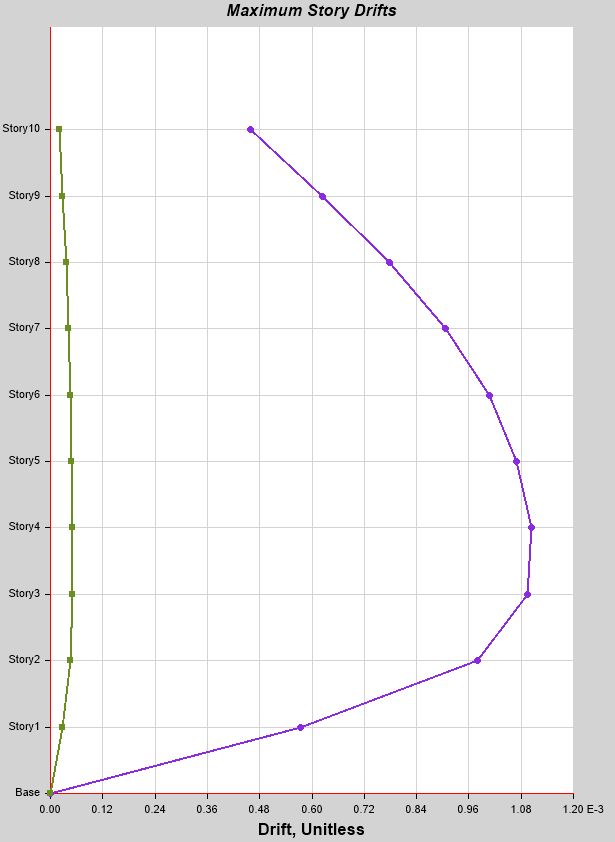 Maximum Story Drifts
Story10
Story9
Story8
Story7
Story6
Story5
Story4
Story3
Story2
Story1
Base
0.00 0.12 0.24 0.36 0.48 0.60 0.72 0.84 0.96 1.08 1.20 E-3
Drift, Unitless